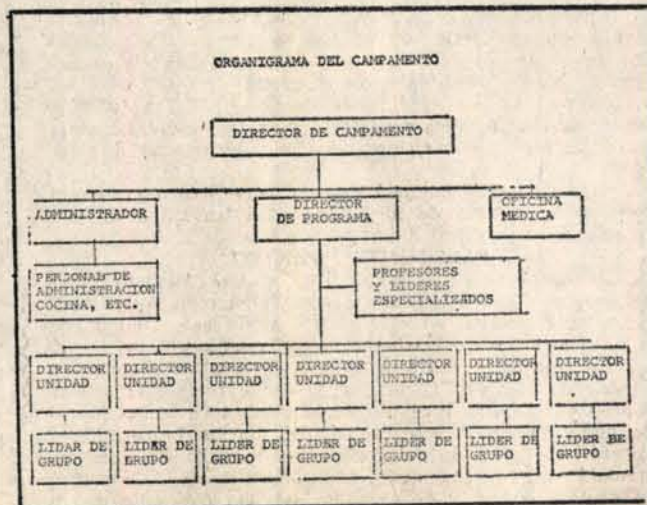 ORGANIGRAMA DEL CAMPAMENTO
DIRECTOR DE CAMPAMENTO
ADMINISTRADOR
DIRECTOR
DE PROGRAMA
OFICINA
MEDICA
PERSONAL DE
ADMINISTRACION
COCINA, ETC.
PROFESORES
Y LIDERES
ESPECIALIZADOS
DIRECTOR
UNIDAD
DIRECTOR
UNIDAD
DIRECTOR
UNIDAD
DIRECTOR
UNIDAD
DIRECTOR
UNIDAD
DIRECTOR
UNIDAD
DIRECTOR
UNIDAD
LIDAR DE
GRUPO
LIDER DE
GRUPO
LIDER DE
GRUPO
LIDER DE
GRUPO
LIDER DE
GRUPO
LIDER DE
GRUPO
LIDER DE
GRUPO